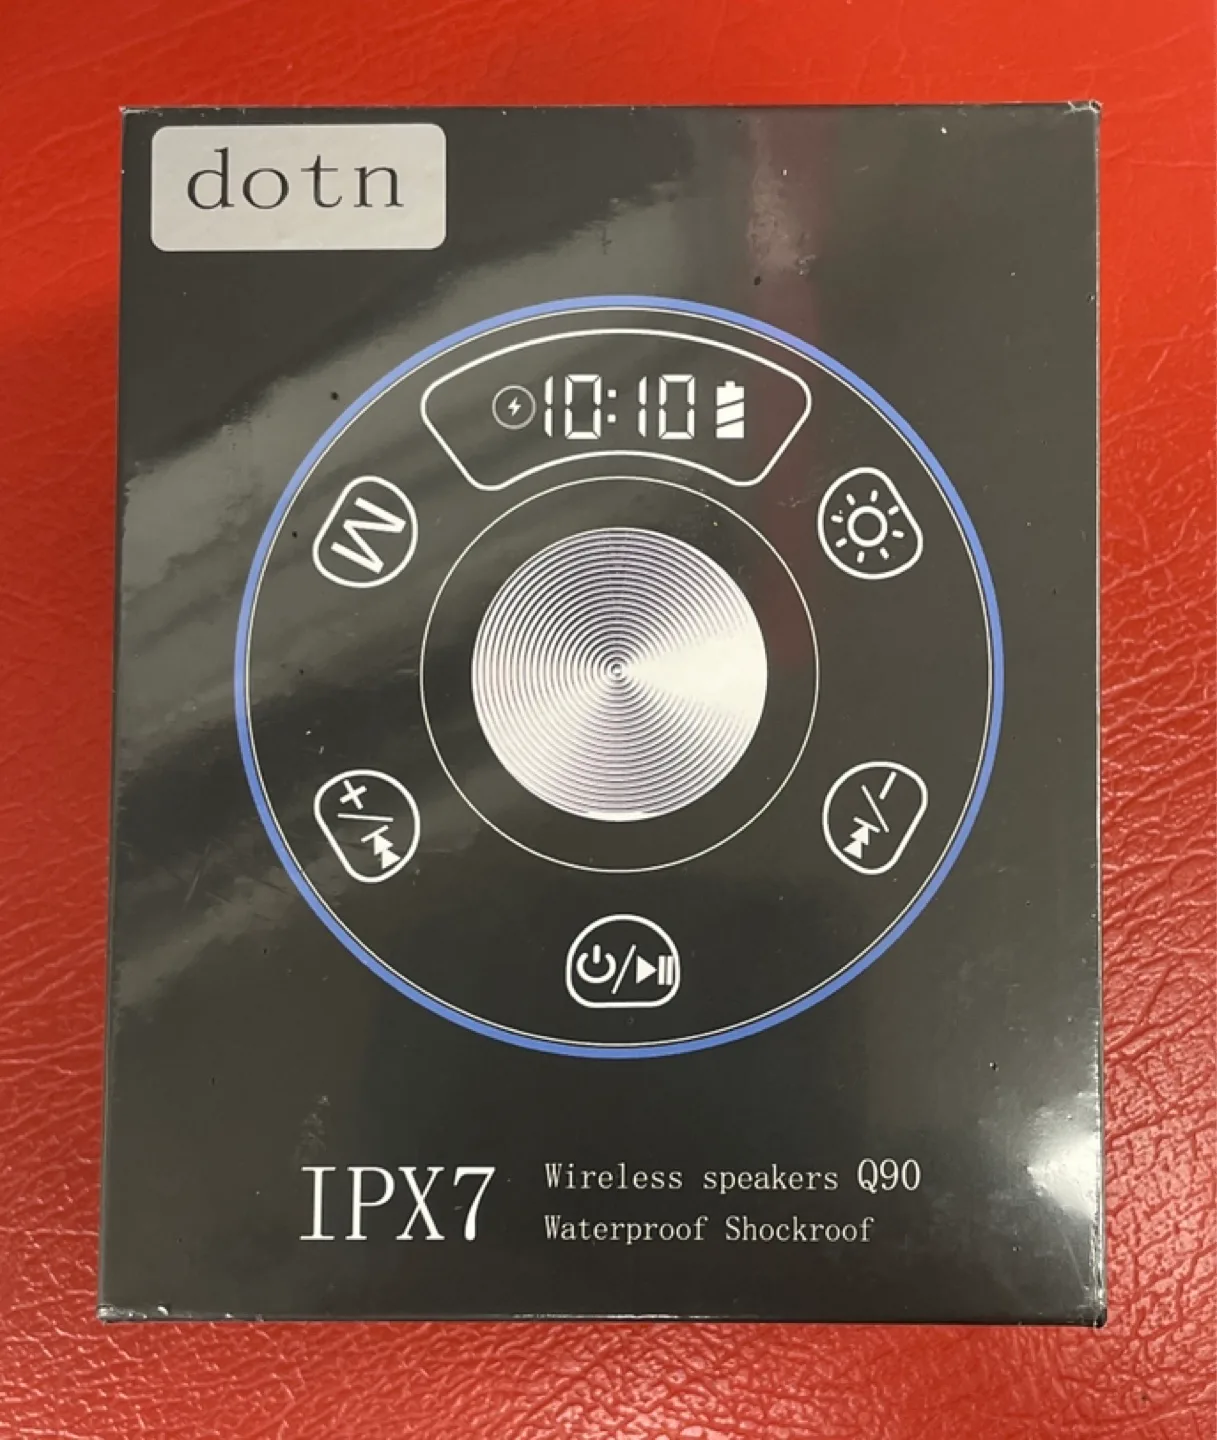 dotn
10:10
M
+/
-/
IPX7
Wireless speakers Q90
Waterproof Shockroof